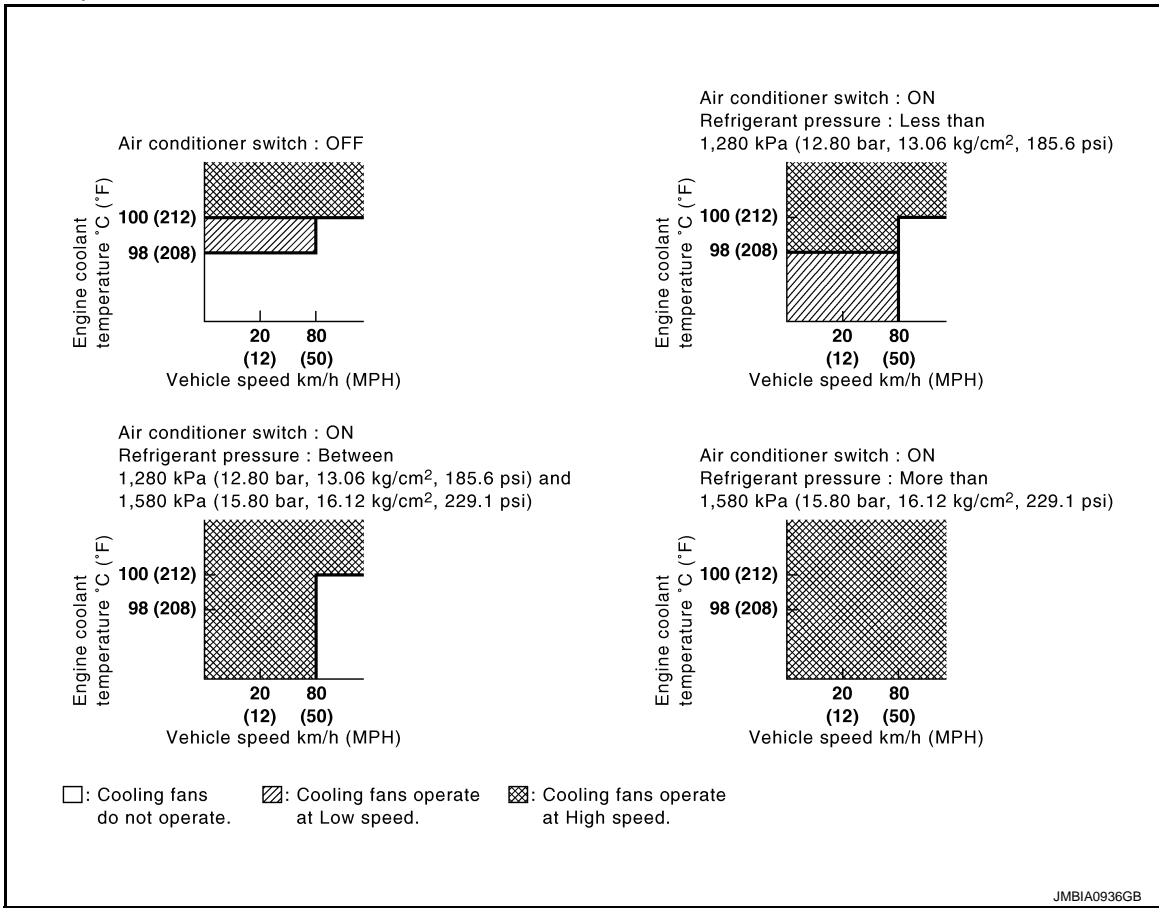 Air conditioner switch : OFF
Engine coolant
temperature ˚C (˚F)
100 (212)
98 (208)
20
(12)
80
(50)
Vehicle speed km/h (MPH)
Air conditioner switch : ON
Refrigerant pressure : Less than
1,280 kPa (12.80 bar, 13.06 kg/cm², 185.6 psi)
Engine coolant
temperature ˚C (˚F)
100 (212)
98 (208)
20
(12)
80
(50)
Vehicle speed km/h (MPH)
Air conditioner switch : ON
Refrigerant pressure : Between
1,280 kPa (12.80 bar, 13.06 kg/cm², 185.6 psi) and
1,580 kPa (15.80 bar, 16.12 kg/cm², 229.1 psi)
Engine coolant
temperature ˚C (˚F)
100 (212)
98 (208)
20
(12)
80
(50)
Vehicle speed km/h (MPH)
Air conditioner switch : ON
Refrigerant pressure : More than
1,580 kPa (15.80 bar, 16.12 kg/cm², 229.1 psi)
Engine coolant
temperature ˚C (˚F)
100 (212)
98 (208)
20
(12)
80
(50)
Vehicle speed km/h (MPH)
: Cooling fans
do not operate.
: Cooling fans operate
at Low speed.
: Cooling fans operate
at High speed.
JMBIA0936GB